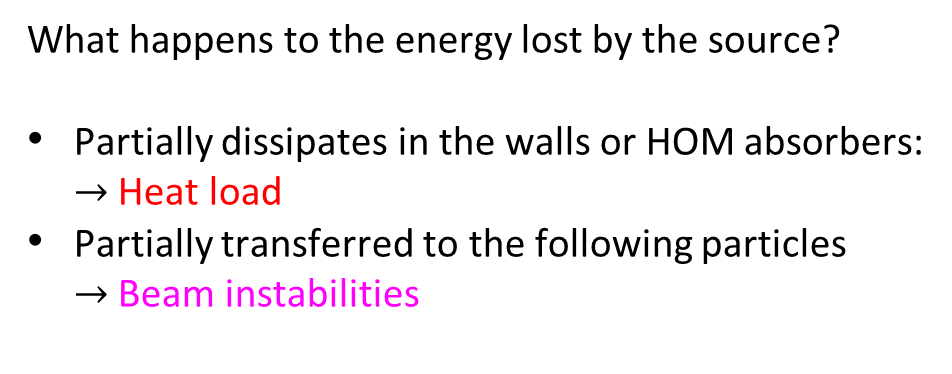 What happens to the energy lost by the source?
• Partially dissipates in the walls or HOM absorbers:
→ Heat load
• Partially transferred to the following particles
→ Beam instabilities